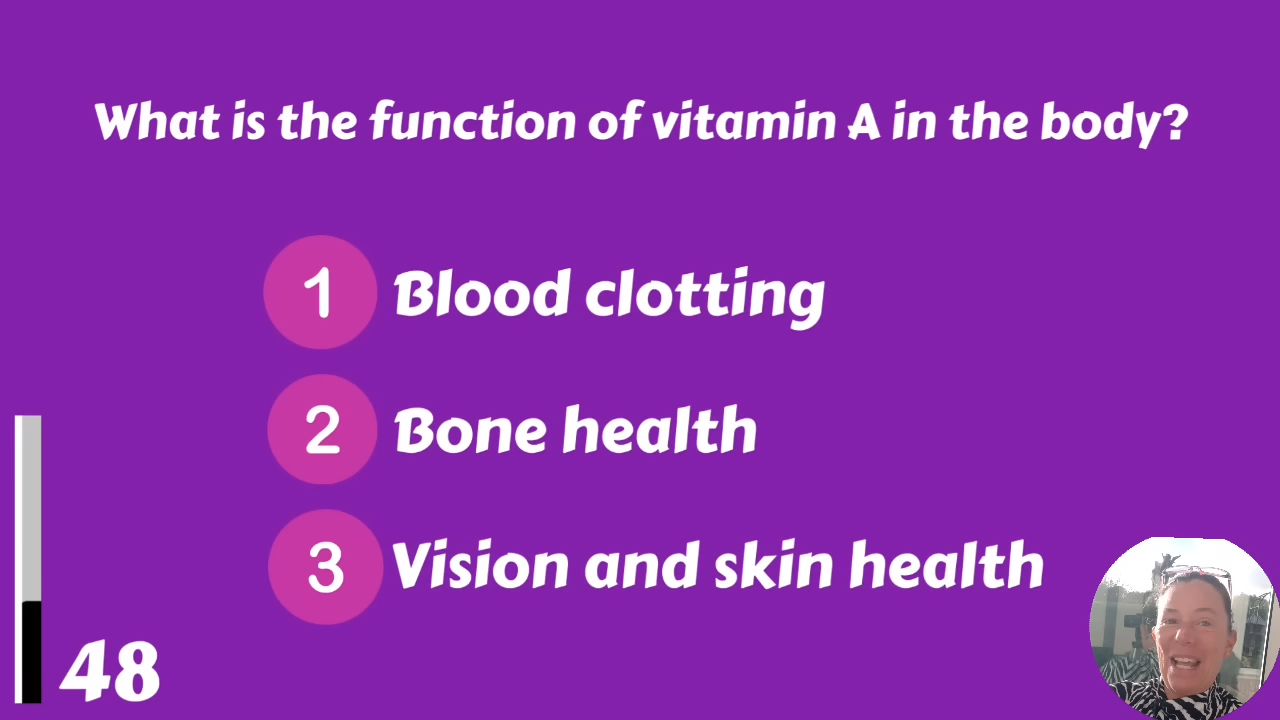 What is the function of vitamin A in the body?
1 Blood clotting
2 Bone health
3 Vision and skin health
48